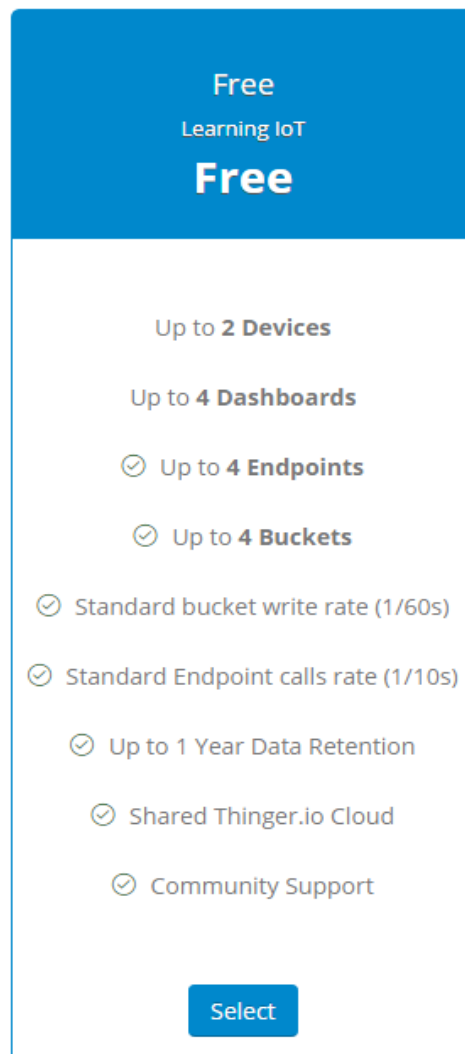 Free
Learning IoT
Free
Up to 2 Devices
Up to 4 Dashboards
Up to 4 Endpoints
Up to 4 Buckets
Standard bucket write rate (1/60s)
Standard Endpoint calls rate (1/10s)
Up to 1 Year Data Retention
Shared Thinger.io Cloud
Community Support
Select